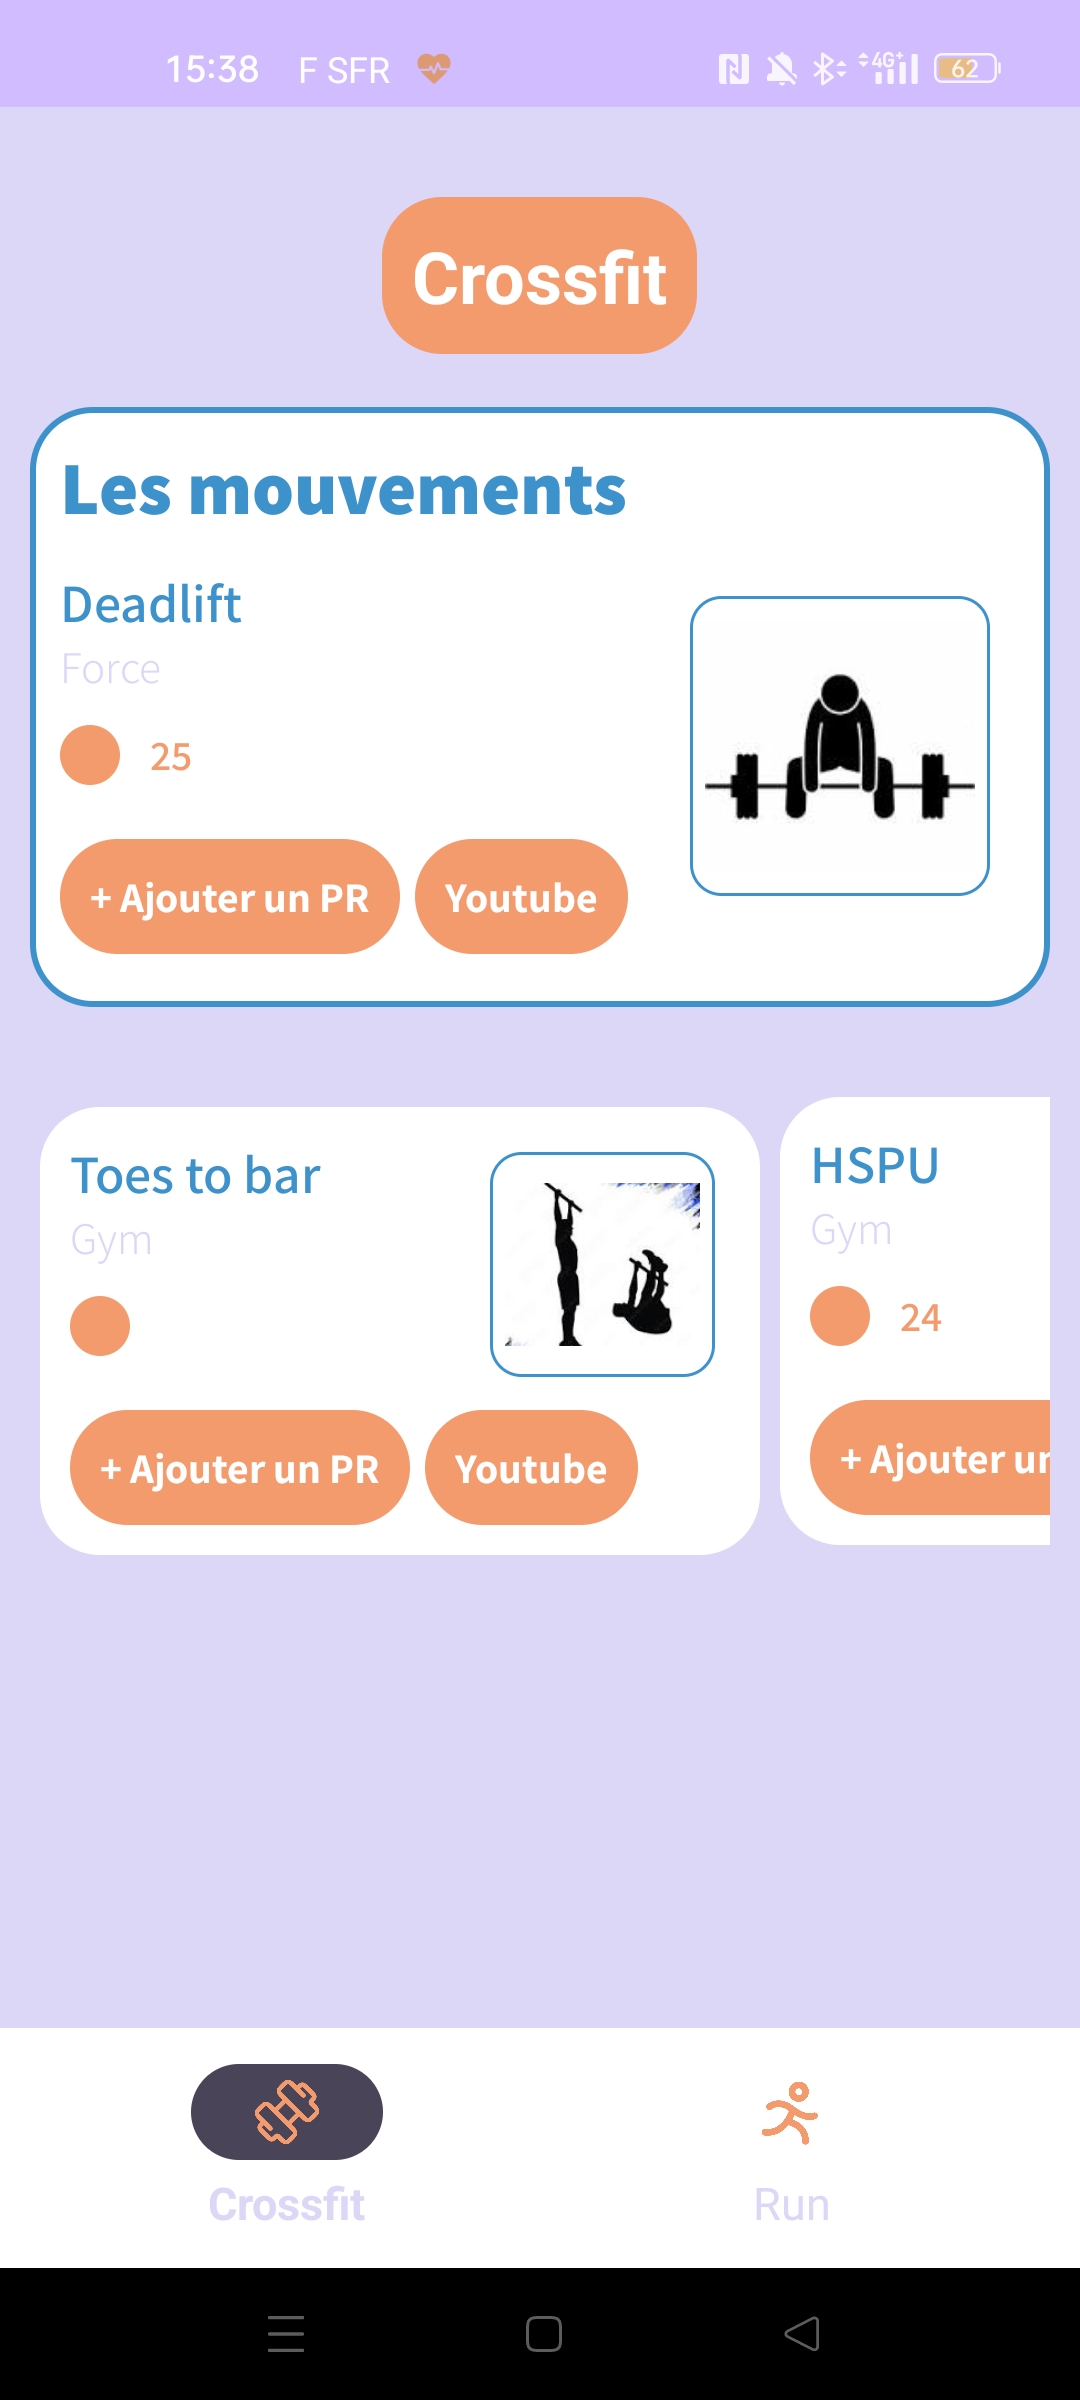 15:38 F SFR 4G+ 62
Crossfit
Les mouvements
Deadlift
Force
25
+ Ajouter un PR Youtube
Toes to bar
Gym
+ Ajouter un PR Youtube
HSPU
Gym
24
+ Ajouter un
Crossfit Run